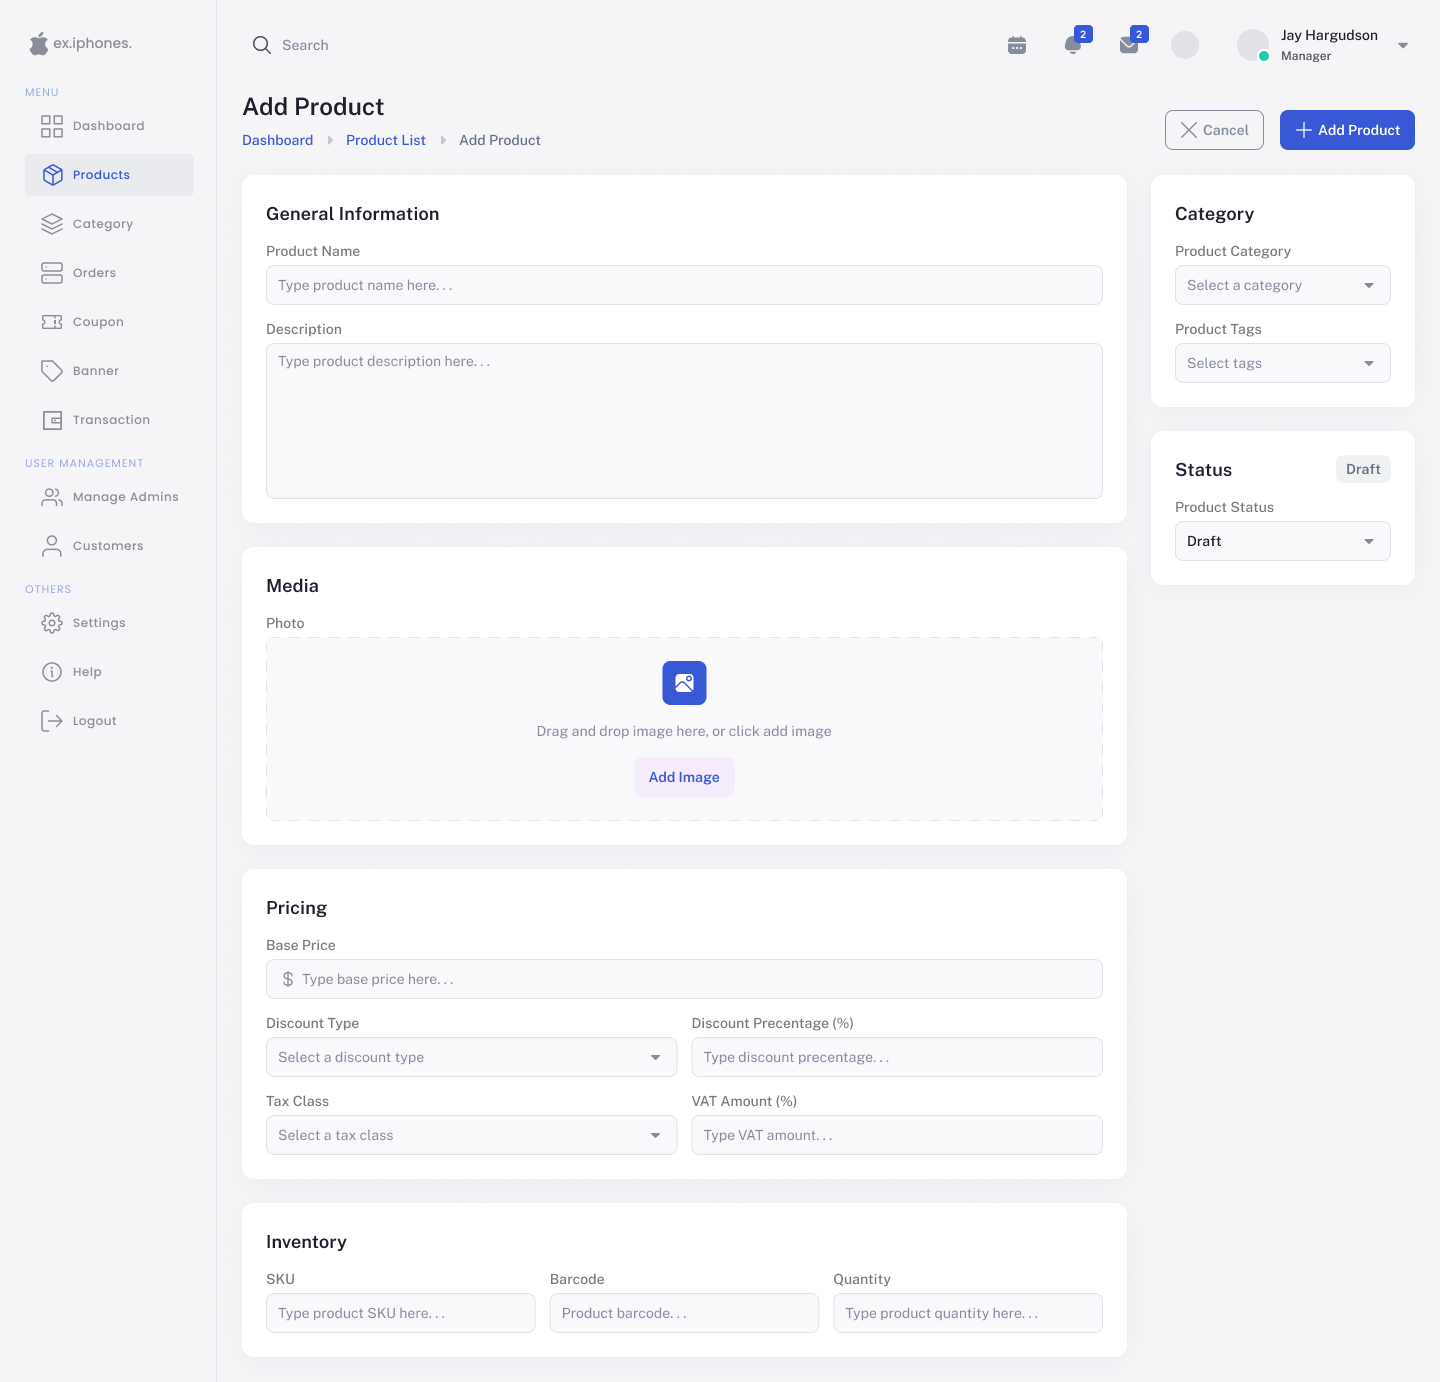 ex.iphones.
MENU
Dashboard
Products
Category
Orders
Coupon
Banner
Transaction
USER MANAGEMENT
Manage Admins
Customers
OTHERS
Settings
Help
Logout
Search
2
2
Jay Hargudson
Manager
Add Product
Dashboard
Product List
Add Product
Cancel
Add Product
General Information
Product Name
Type product name here. . .
Description
Type product description here. . .
Media
Photo
Drag and drop image here, or click add image
Add Image
Pricing
Base Price
$ Type base price here. . .
Discount Type
Select a discount type
Discount Precentage (%)
Type discount precentage. . .
Tax Class
Select a tax class
VAT Amount (%)
Type VAT amount. . .
Inventory
SKU
Type product SKU here. . .
Barcode
Product barcode. . .
Quantity
Type product quantity here. . .
Category
Product Category
Select a category
Product Tags
Select tags
Status
Draft
Product Status
Draft